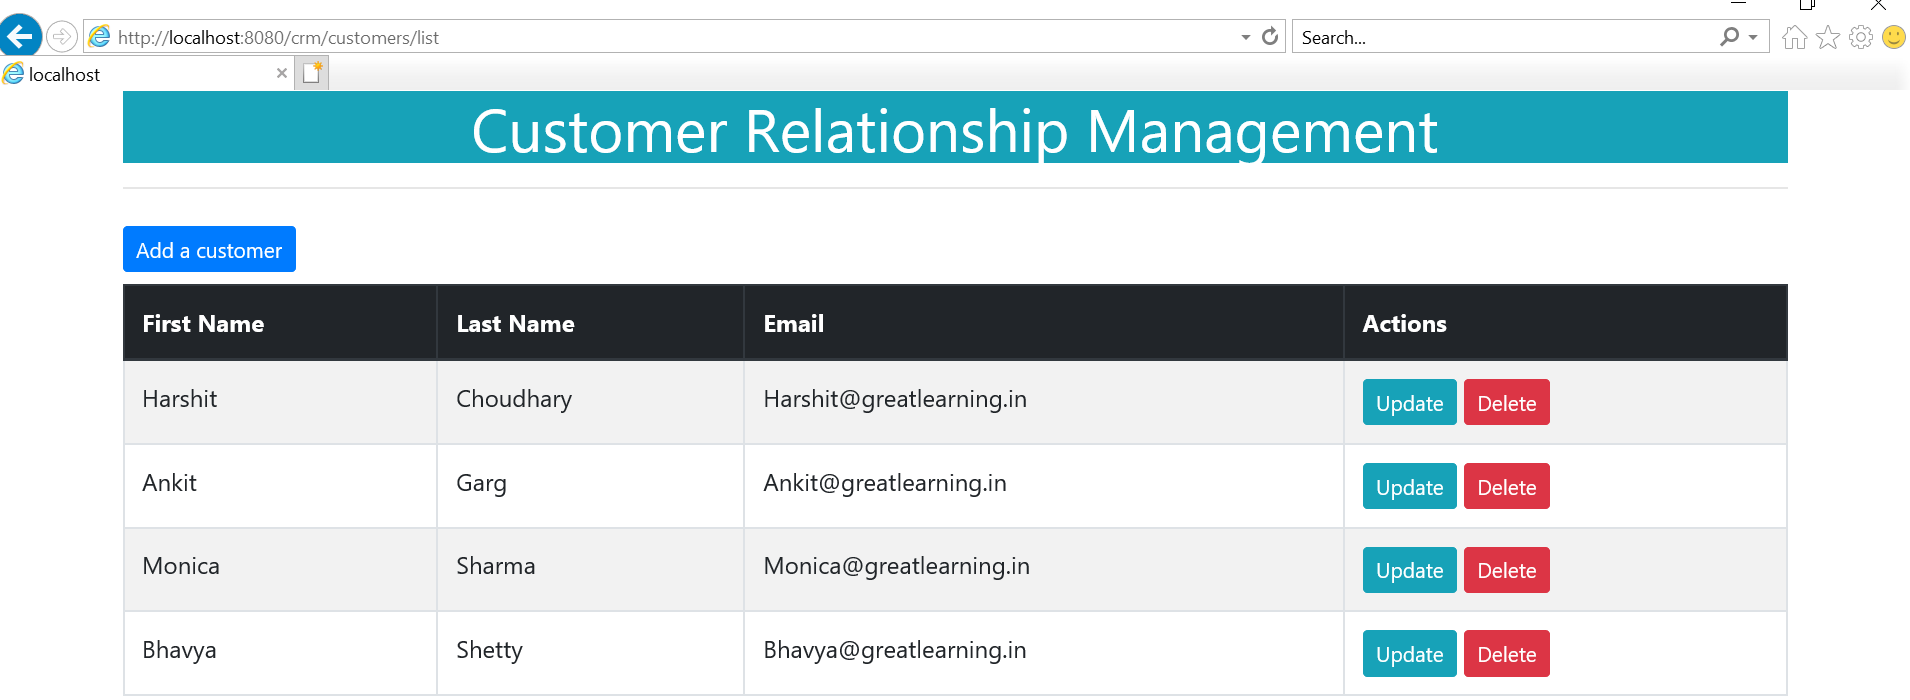 http://localhost:8080/crm/customers/list
Search...
localhost
Customer Relationship Management
Add a customer
First Name Last Name Email Actions
Harshit Choudhary Harshit@greatlearning.in Update Delete
Ankit Garg Ankit@greatlearning.in Update Delete
Monica Sharma Monica@greatlearning.in Update Delete
Bhavya Shetty Bhavya@greatlearning.in Update Delete